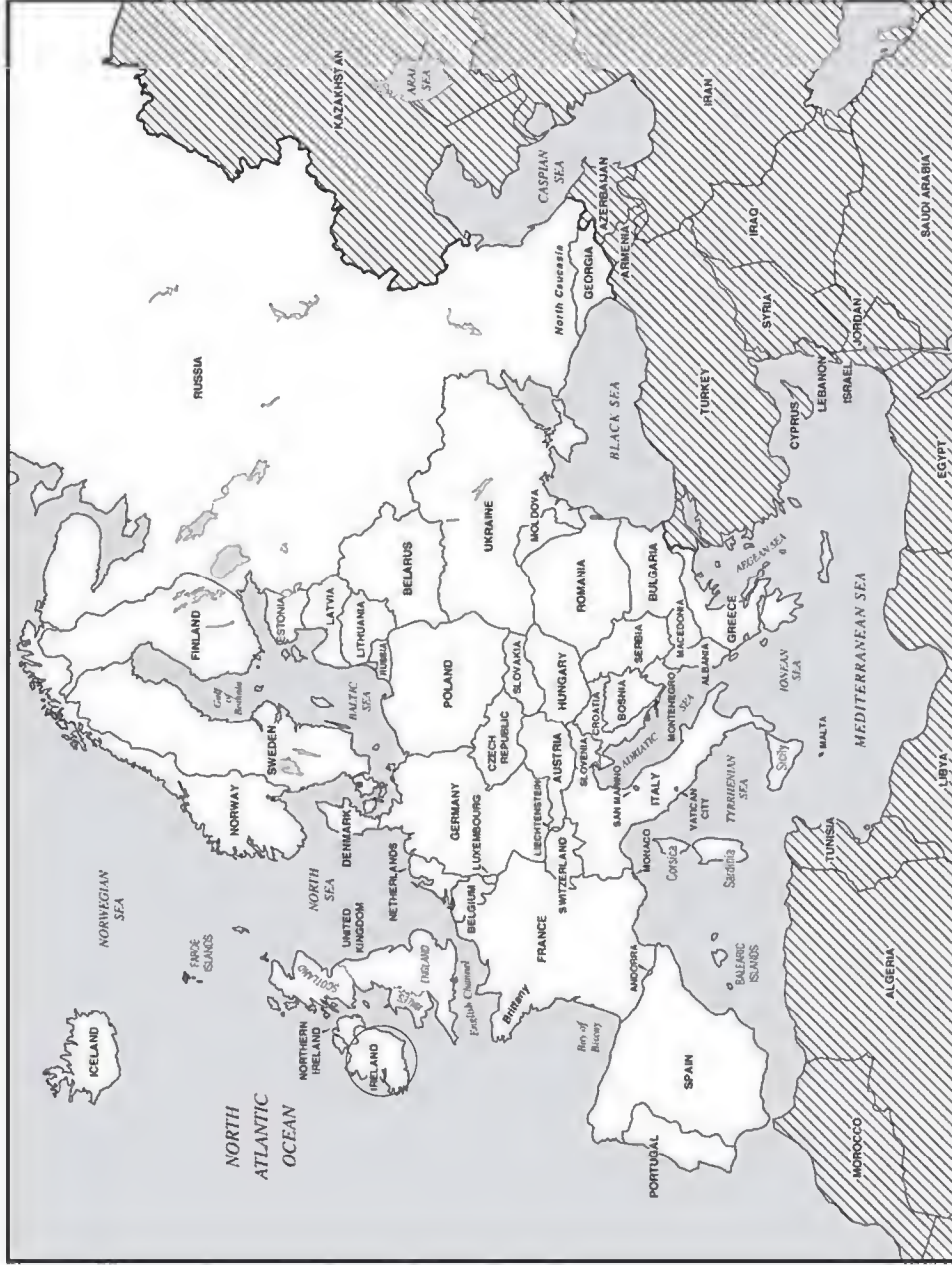 NORWEGIAN
SEA
ICELAND
FAROE
ISLANDS
NORTH
ATLANTIC
OCEAN
NORWAY
SWEDEN
FINLAND
Gulf
of
Bothnia
RUSSIA
ESTONIA
LATVIA
LITHUANIA
RUSSIA
BALTIC
SEA
NORTH
SEA
DENMARK
UNITED
KINGDOM
SCOTLAND
NORTHERN
IRELAND
IRELAND
WALES
ENGLAND
English Channel
NETHERLANDS
BELGIUM
LUXEMBOURG
GERMANY
POLAND
BELARUS
UKRAINE
KAZAKHSTAN
ARAL
SEA
CASPIAN
SEA
CZECH
REPUBLIC
SLOVAKIA
LIECHTENSTEIN
AUSTRIA
HUNGARY
MOLDOVA
ROMANIA
Brittany
FRANCE
SWITZERLAND
SLOVENIA
CROATIA
BOSNIA
SERBIA
BULGARIA
BLACK SEA
North Caucasia
GEORGIA
AZERBAIJAN
ARMENIA
Bay of
Biscay
ANDORRA
MONACO
SAN MARINO
ADRIATIC
SEA
ITALY
MONTENEGRO
MACEDONIA
ALBANIA
GREECE
AEGEAN SEA
TURKEY
IRAN
PORTUGAL
SPAIN
Corsica
VATICAN
CITY
Sardinia
TYRRHENIAN
SEA
BALEARIC
ISLANDS
Sicily
IONEAN
SEA
MALTA
MEDITERRANEAN SEA
CYPRUS
SYRIA
IRAQ
LEBANON
ISRAEL
JORDAN
SAUDI ARABIA
MOROCCO
ALGERIA
TUNISIA
LIBYA
EGYPT